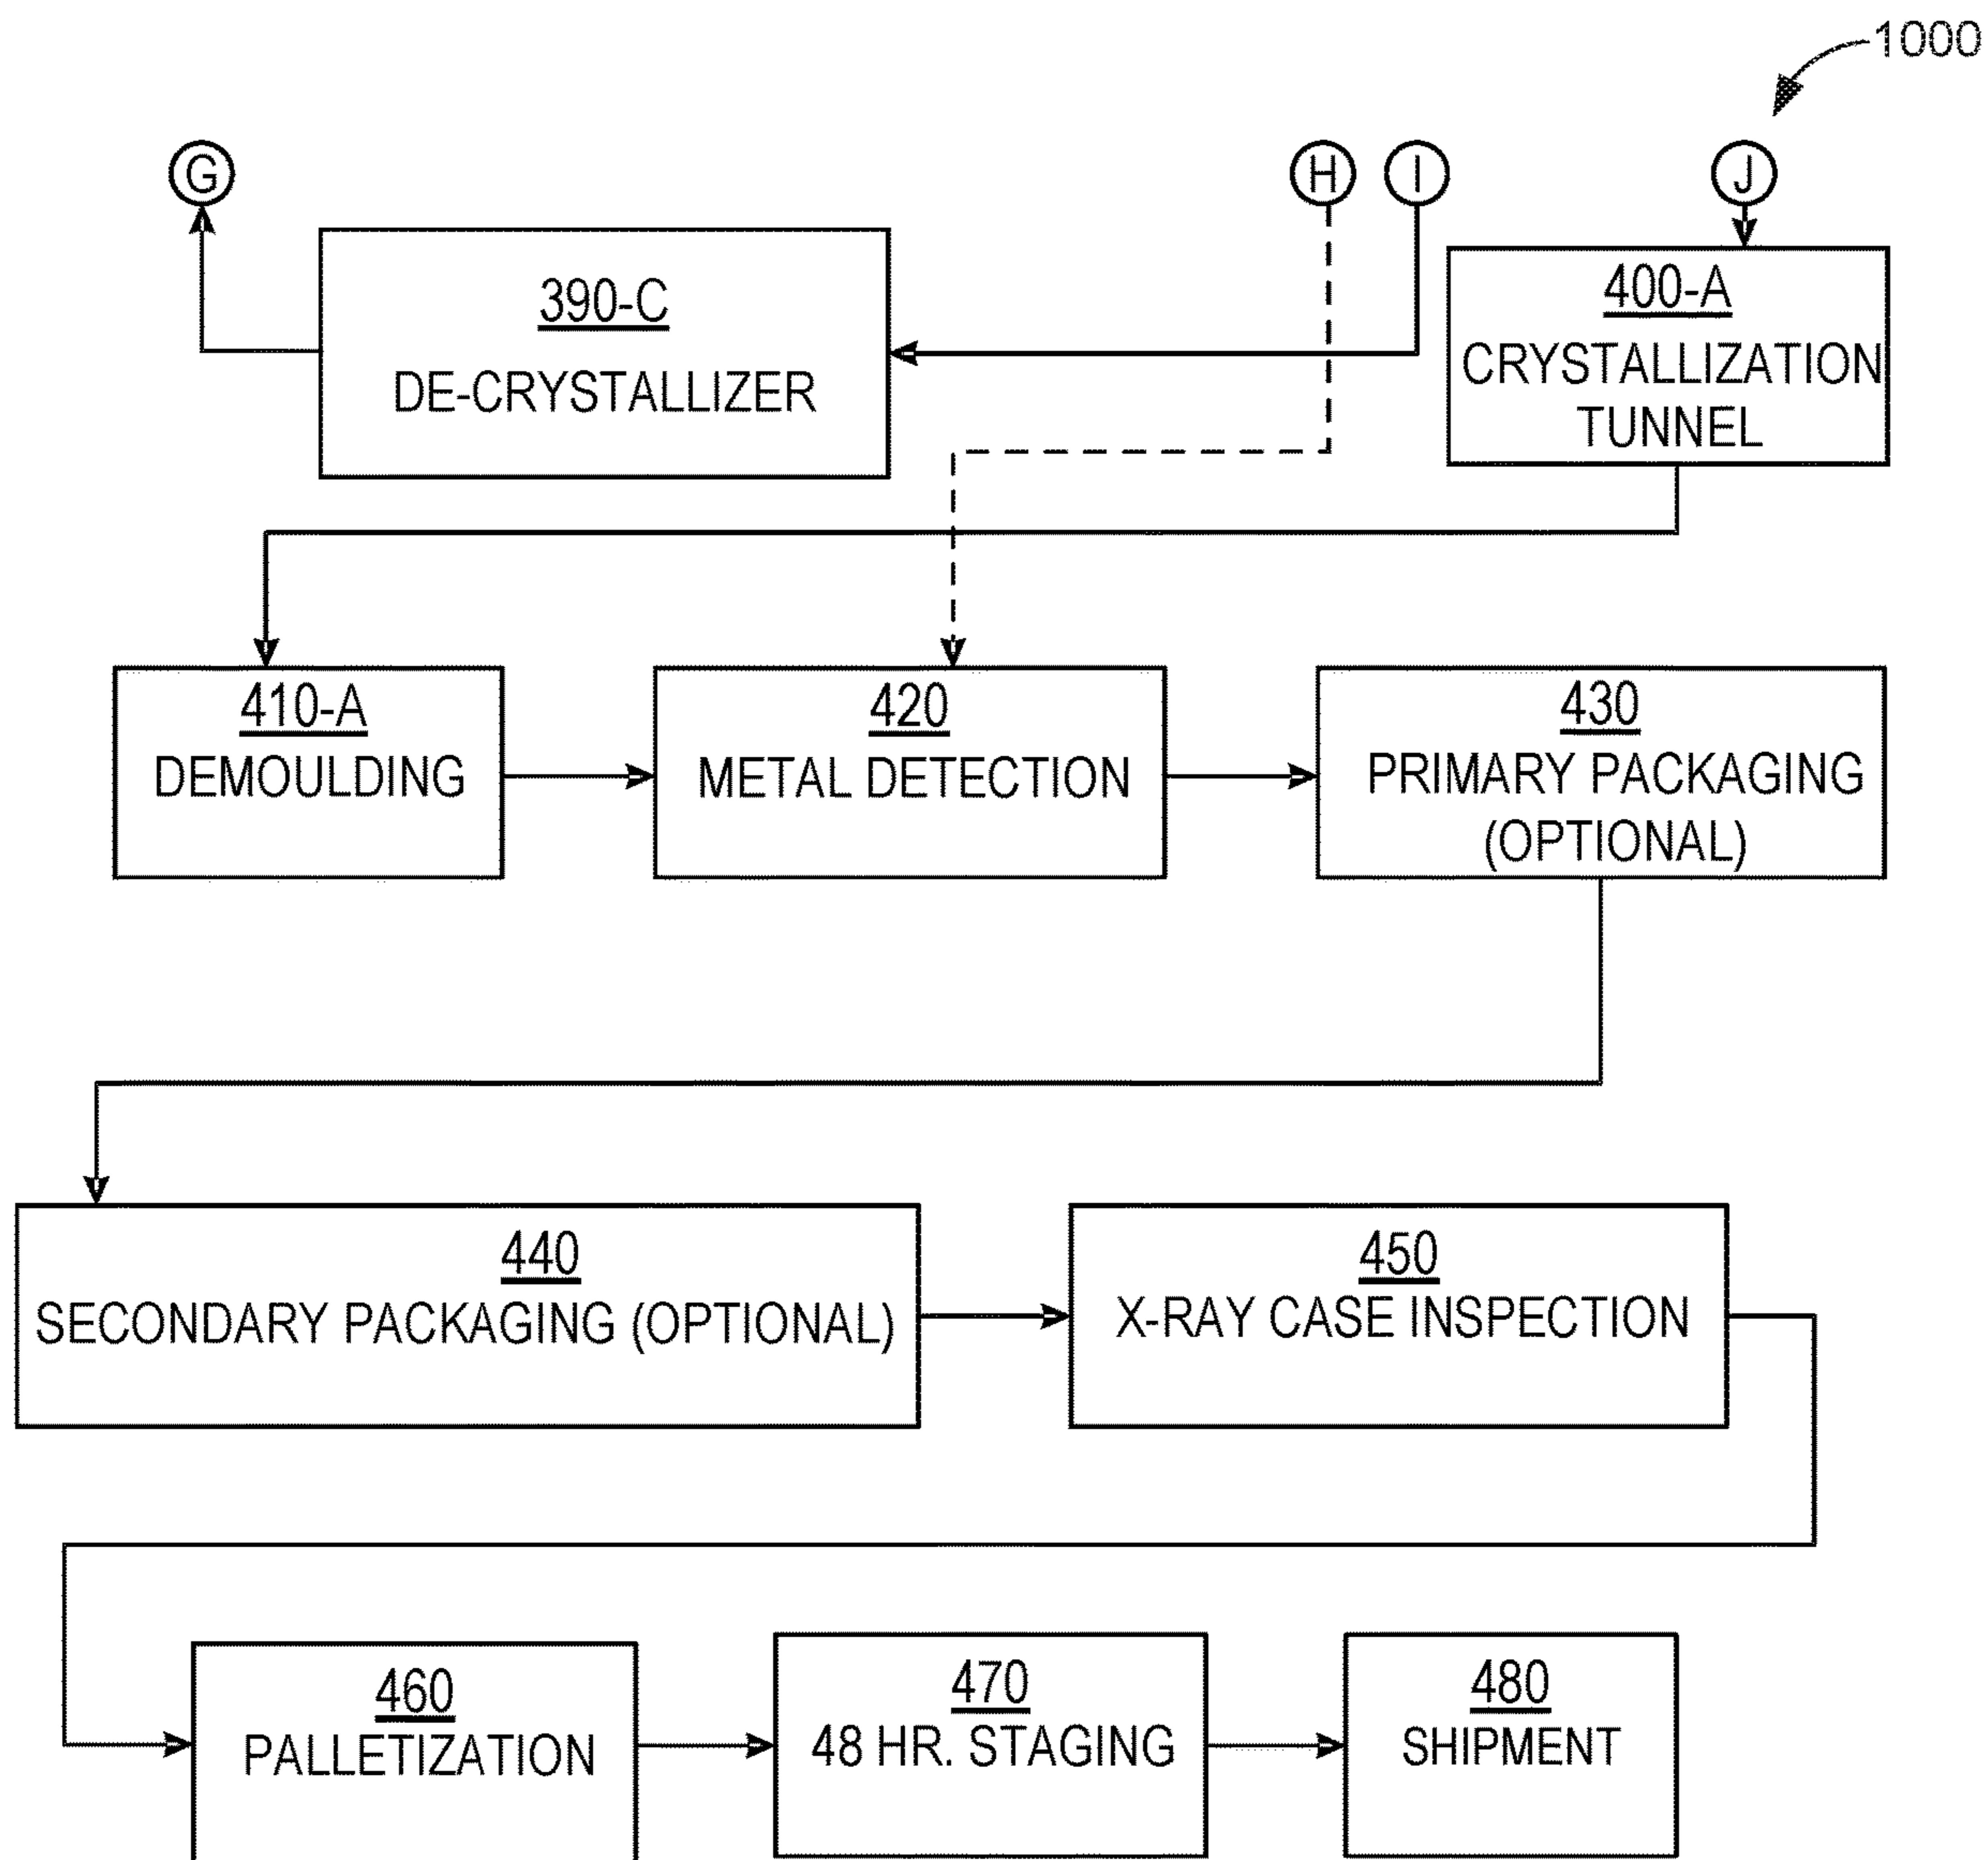 1000
G
H
I
J
390-C
DE-CRYSTALLIZER
400-A
CRYSTALLIZATION
TUNNEL
410-A
DEMOULDING
420
METAL DETECTION
430
PRIMARY PACKAGING
(OPTIONAL)
440
SECONDARY PACKAGING (OPTIONAL)
450
X-RAY CASE INSPECTION
460
PALLETIZATION
470
48 HR. STAGING
480
SHIPMENT